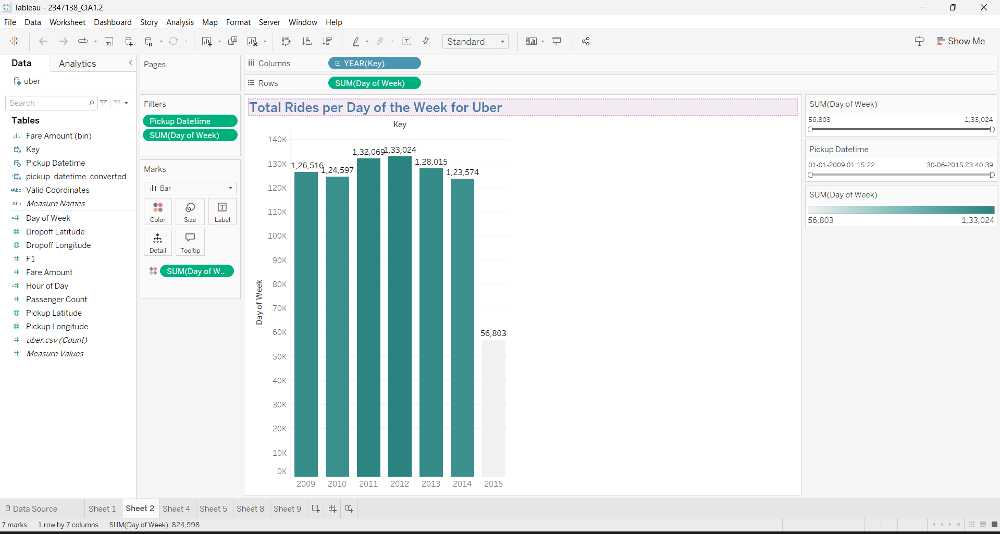 Tableau - 2347138_CIA1.2
File Data Worksheet Dashboard Story Analysis Map Format Server Window Help
Standard
Show Me
Data Analytics
uber
Search
Tables
Fare Amount (bin)
Key
Pickup Datetime
pickup_datetime_converted
=Abc Valid Coordinates
Abc Measure Names
Day of Week
Dropoff Latitude
Dropoff Longitude
F1
Fare Amount
Hour of Day
Passenger Count
Pickup Latitude
Pickup Longitude
uber.csv (Count)
Measure Values
Pages
Filters
Pickup Datetime
SUM(Day of Week)
Marks
Bar
Color Size Label
Detail Tooltip
SUM(Day of W..
Columns YEAR(Key)
Rows SUM(Day of Week)
Total Rides per Day of the Week for Uber
Key
140K
130K
120K
110K
100K
90K
80K
70K
60K
50K
40K
30K
20K
10K
0K
Day of Week
1,26,516
1,24,597
1,32,069
1,33,024
1,28,015
1,23,574
56,803
2009 2010 2011 2012 2013 2014 2015
SUM(Day of Week)
56,803 1,33,024
Pickup Datetime
01-01-2009 01:15:22 30-06-2015 23:40:39
SUM(Day of Week)
56,803 1,33,024
Data Source Sheet 1 Sheet 2 Sheet 4 Sheet 5 Sheet 8 Sheet 9
7 marks 1 row by 7 columns SUM(Day of Week): 824,598